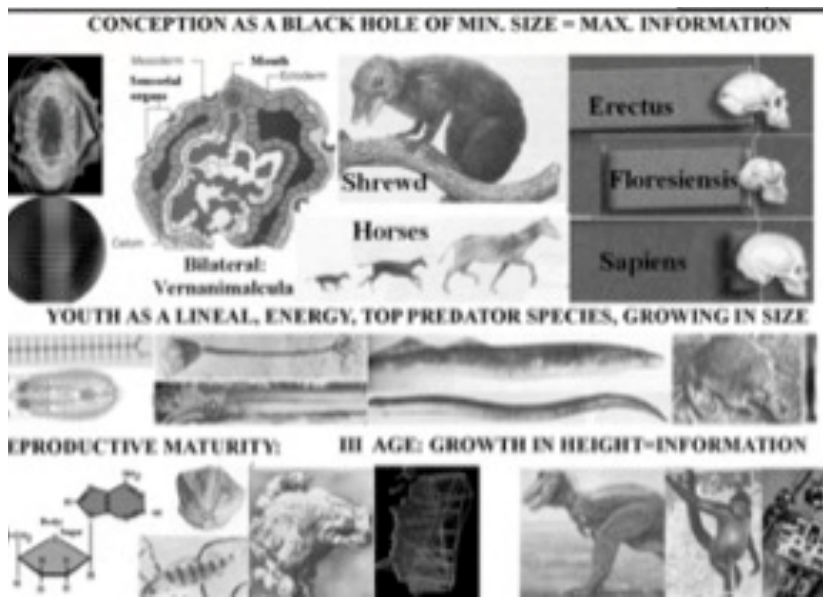 CONCEPTION AS A BLACK HOLE OF MIN. SIZE = MAX. INFORMATION
Mesoderm
Mouth
Ectoderm
Sensorial
organs
Erectus
Shrewd
Floresiensis
Horses
Sapiens
Bilateral:
Vernanimalcula
YOUTH AS A LINEAL, ENERGY, TOP PREDATOR SPECIES, GROWING IN SIZE
EPRODUCTIVE MATURITY: III AGE: GROWTH IN HEIGHT=INFORMATION
Sugar